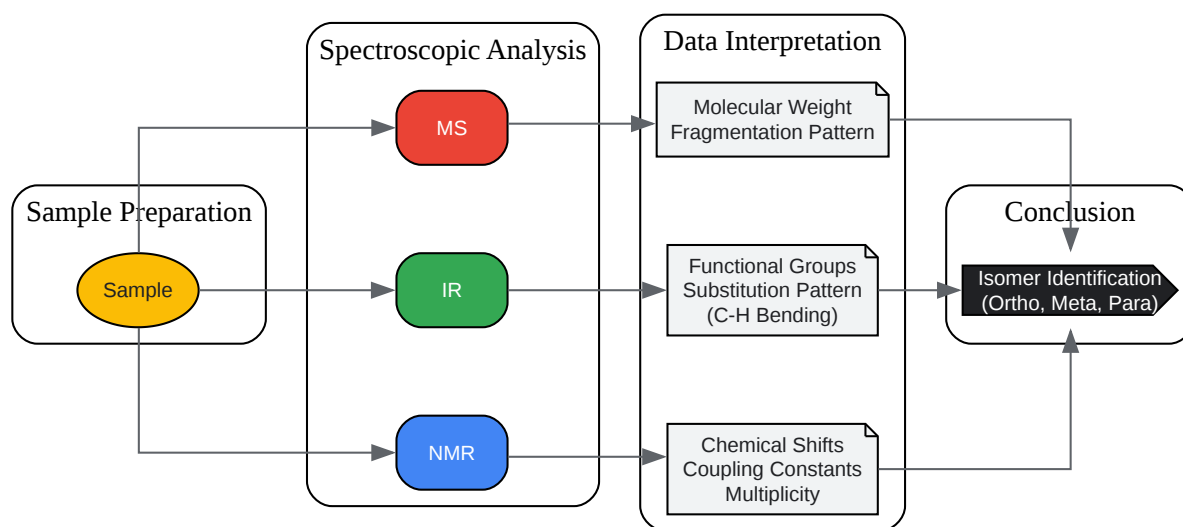 Sample Preparation
Sample
Spectroscopic Analysis
MS
IR
NMR
Data Interpretation
Molecular Weight
Fragmentation Pattern
Functional Groups
Substitution Pattern
(C-H Bending)
Chemical Shifts
Coupling Constants
Multiplicity
Conclusion
Isomer Identification
(Ortho, Meta, Para)